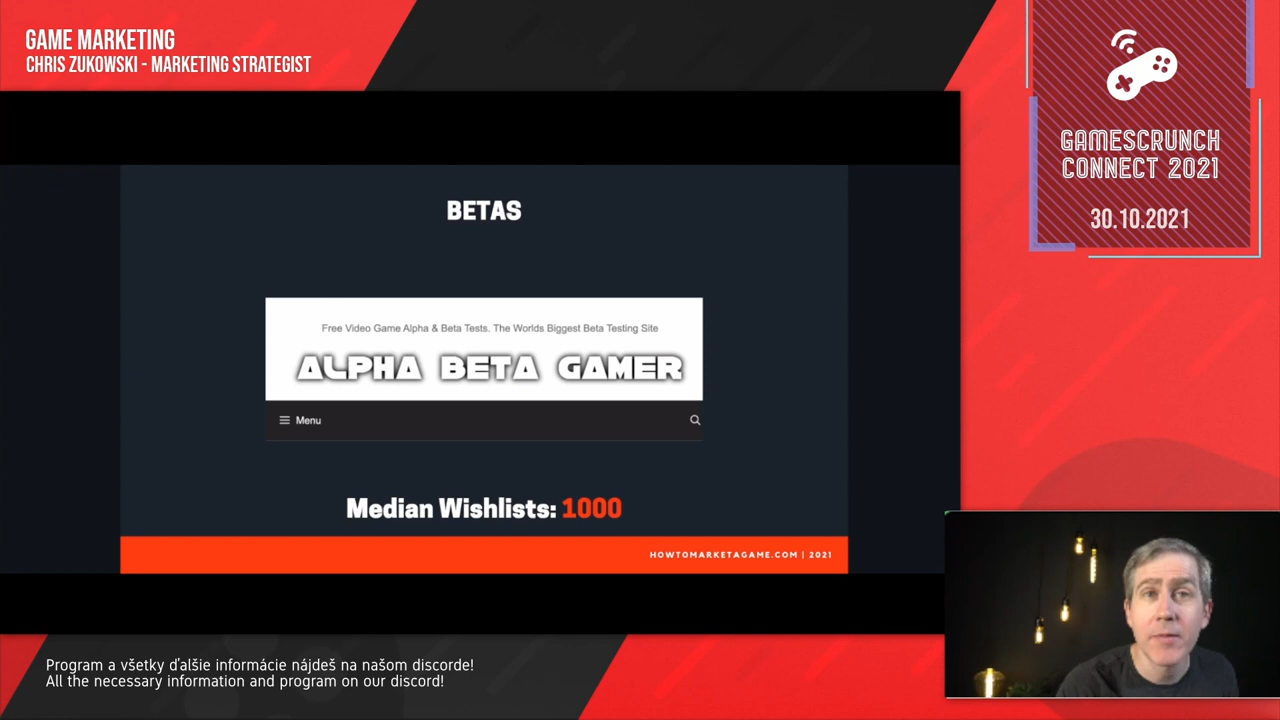 GAME MARKETING
CHRIS ZUKOWSKI - MARKETING STRATEGIST
GAMESCRUNCH
CONNECT 2021
30.10.2021
BETAS
Free Video Game Alpha & Beta Tests. The Worlds Biggest Beta Testing Site
ALPHA BETA GAMER
Menu
Median Wishlists: 1000
HOWTOMARKETAGAME.COM | 2021
Program a všetky ďalšie informácie nájdeš na našom discorde!
All the necessary information and program on our discord!